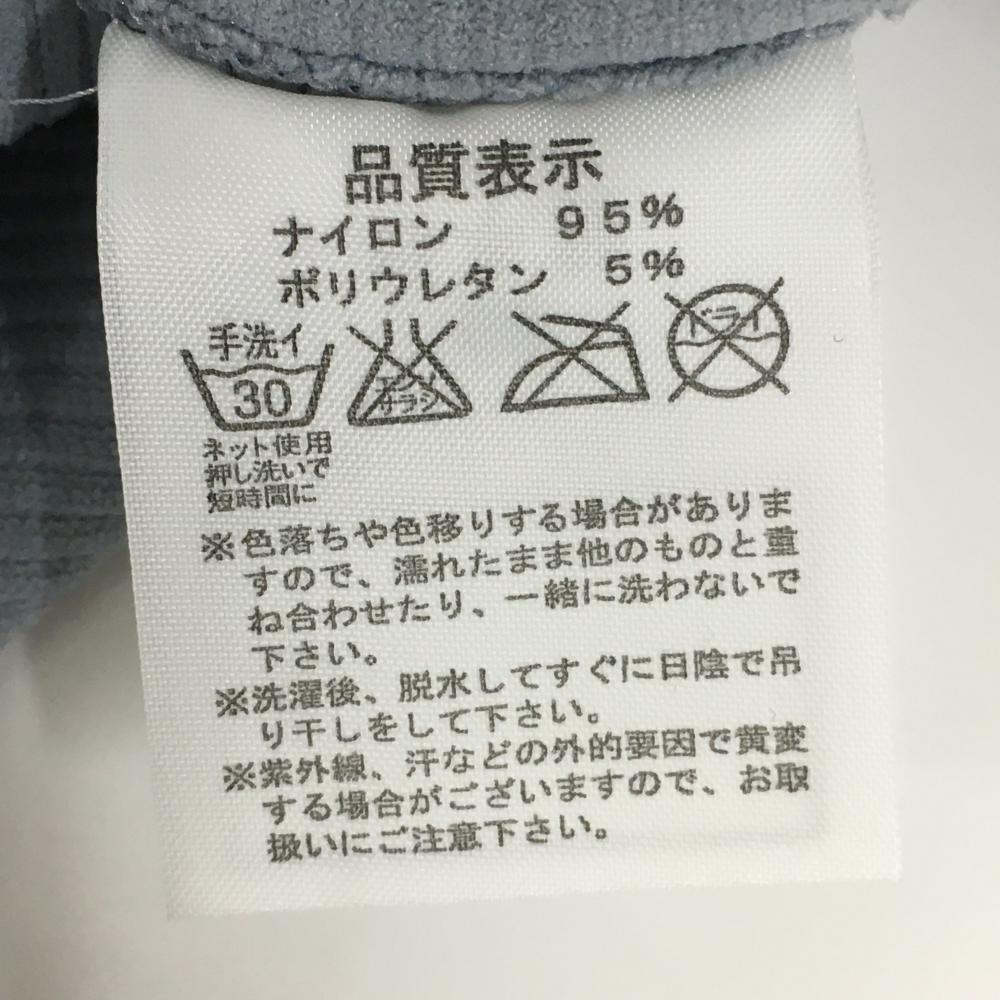 品質表示
ナイロン 95%
ポリウレタン 5%
手洗イ
30
エンソ
サラシ
ドライ
ネット使用
押し洗いで
短時間に
※色落ちや色移りする場合がありま
すので、濡れたまま他のものと重
ね合わせたり、一緒に洗わないで
下さい。
※洗濯後、脱水してすぐに日陰で吊
り干しをして下さい。
※紫外線、汗などの外的要因で黄変
する場合がございますので、お取
扱いにご注意下さい。